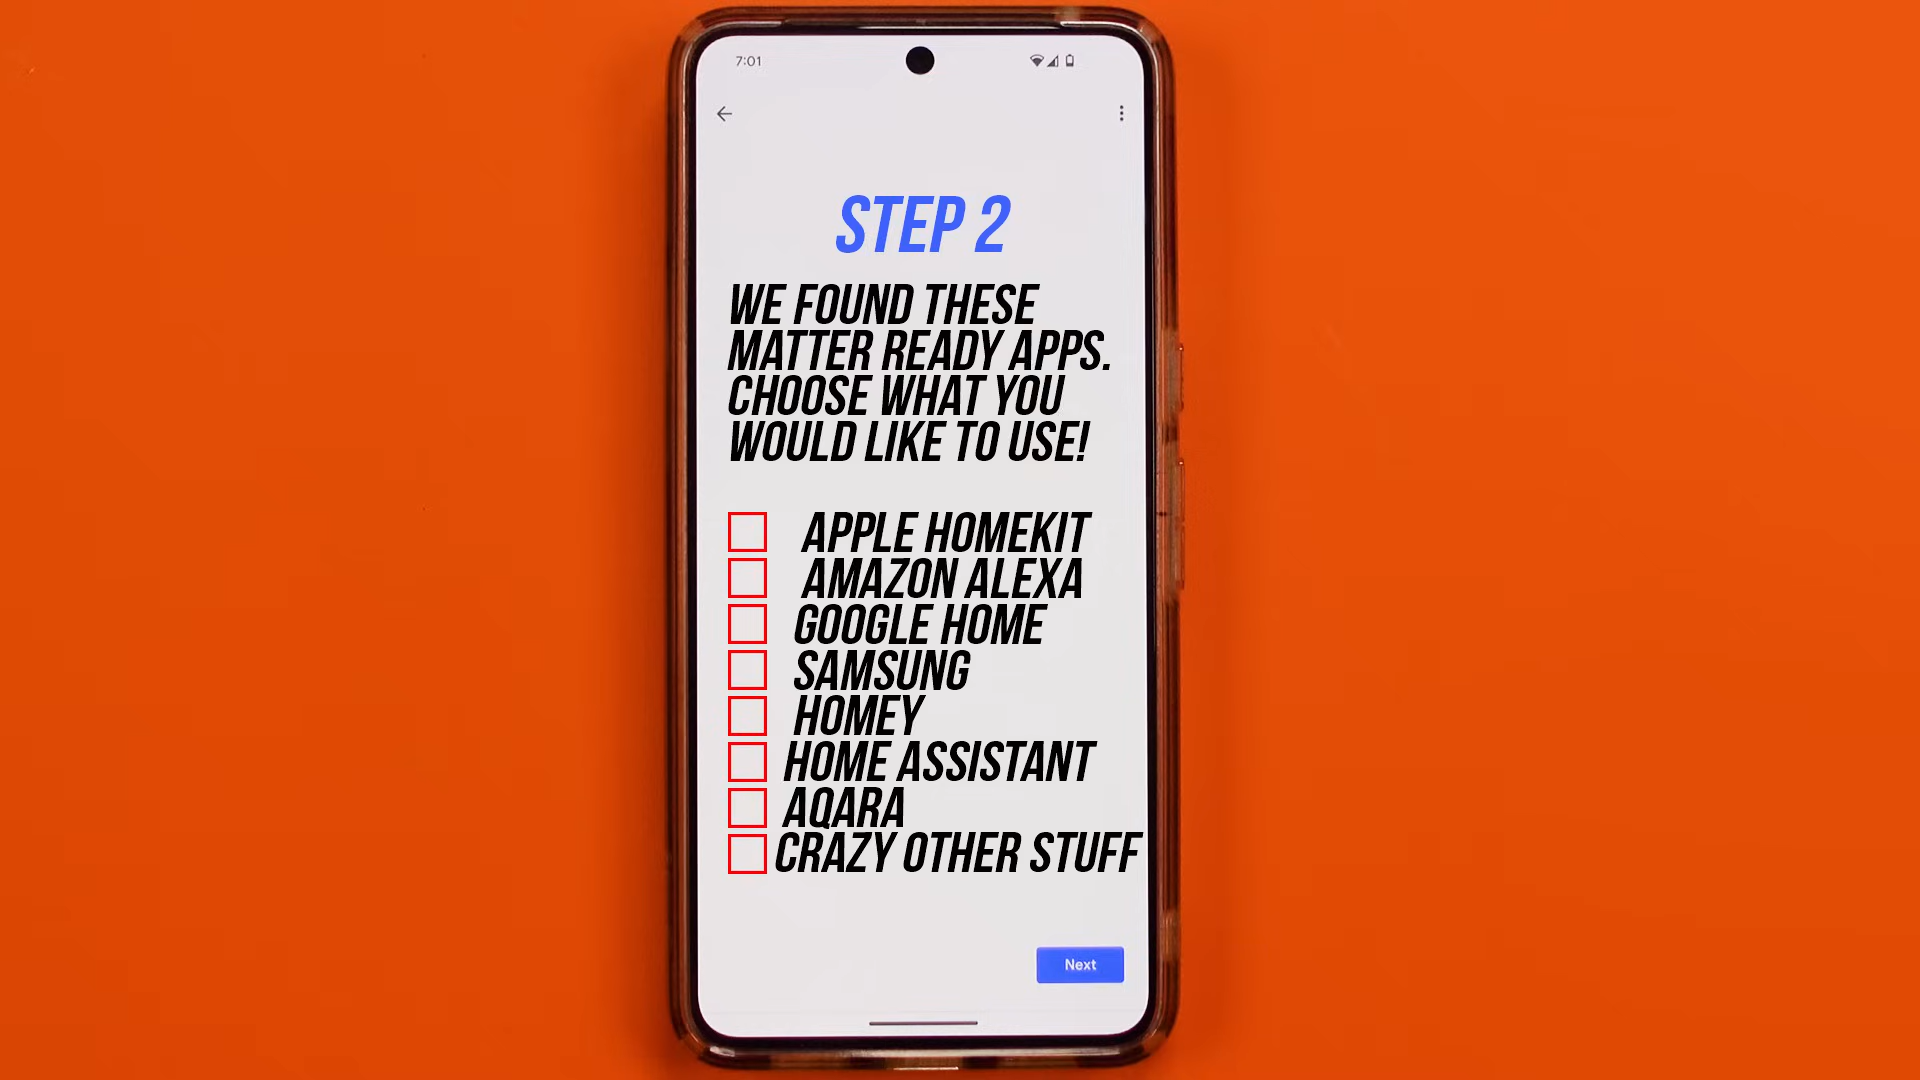 7:01
STEP 2
WE FOUND THESE
MATTER READY APPS.
CHOOSE WHAT YOU
WOULD LIKE TO USE!
APPLE HOMEKIT
AMAZON ALEXA
GOOGLE HOME
SAMSUNG
HOMEY
HOME ASSISTANT
AQARA
CRAZY OTHER STUFF
Next